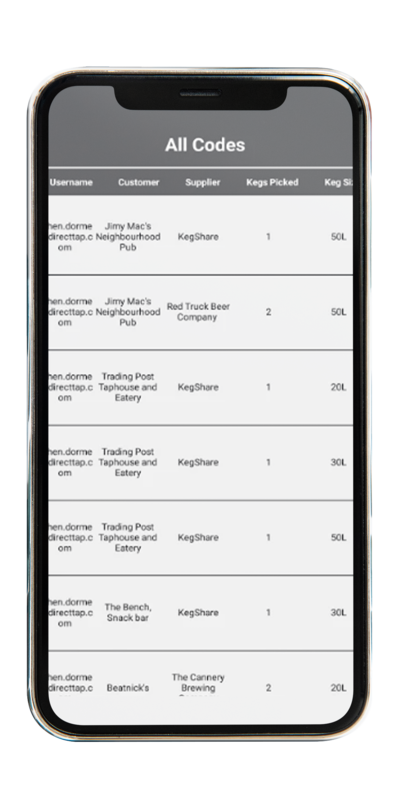 All Codes
Username Customer Supplier Kegs Picked Keg Si
hen.dorme Jimy Mac's
directtap.c Neighbourhood KegShare 1 50L
om Pub
hen.dorme Jimy Mac's Red Truck Beer
directtap.c Neighbourhood Company 2 50L
om Pub
hen.dorme Trading Post
directtap.c Taphouse and KegShare 1 20L
om Eatery
hen.dorme Trading Post
directtap.c Taphouse and KegShare 1 30L
om Eatery
hen.dorme Trading Post
directtap.c Taphouse and KegShare 1 50L
om Eatery
hen.dorme The Bench,
directtap.c Snack bar KegShare 1 30L
om
hen.dorme The Cannery
directtap.c Beatnick's Brewing 2 20L